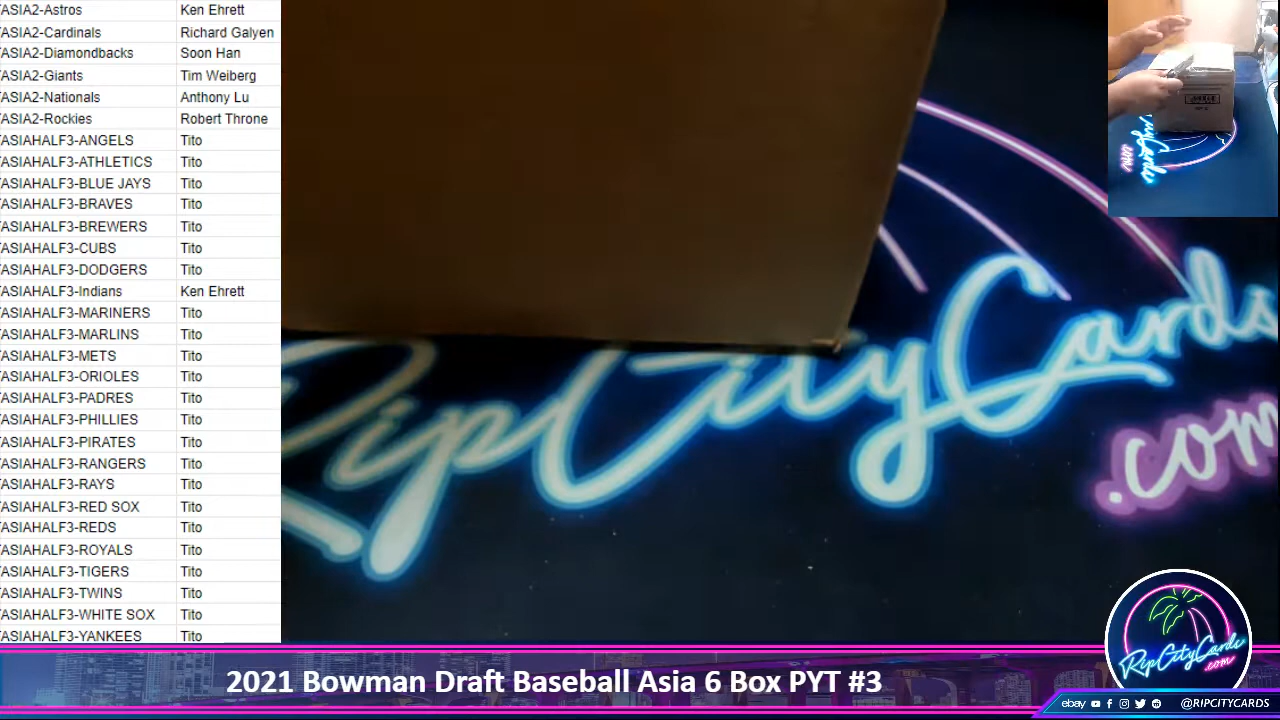 ASIA2-Astros Ken Ehrett
ASIA2-Cardinals Richard Galyen
ASIA2-Diamondbacks Soon Han
ASIA2-Giants Tim Weiberg
ASIA2-Nationals Anthony Lu
ASIA2-Rockies Robert Throne
ASIAHALF3-ANGELS Tito
ASIAHALF3-ATHLETICS Tito
ASIAHALF3-BLUE JAYS Tito
ASIAHALF3-BRAVES Tito
ASIAHALF3-BREWERS Tito
ASIAHALF3-CUBS Tito
ASIAHALF3-DODGERS Tito
ASIAHALF3-Indians Ken Ehrett
ASIAHALF3-MARINERS Tito
ASIAHALF3-MARLINS Tito
ASIAHALF3-METS Tito
ASIAHALF3-ORIOLES Tito
ASIAHALF3-PADRES Tito
ASIAHALF3-PHILLIES Tito
ASIAHALF3-PIRATES Tito
ASIAHALF3-RANGERS Tito
ASIAHALF3-RAYS Tito
ASIAHALF3-RED SOX Tito
ASIAHALF3-REDS Tito
ASIAHALF3-ROYALS Tito
ASIAHALF3-TIGERS Tito
ASIAHALF3-TWINS Tito
ASIAHALF3-WHITE SOX Tito
ASIAHALF3-YANKEES Tito
RipCityCards
.com
RipCityCards
.com
2021 Bowman Draft Baseball Asia 6 Box PYT #3
ebay @RIPCITYCARDS